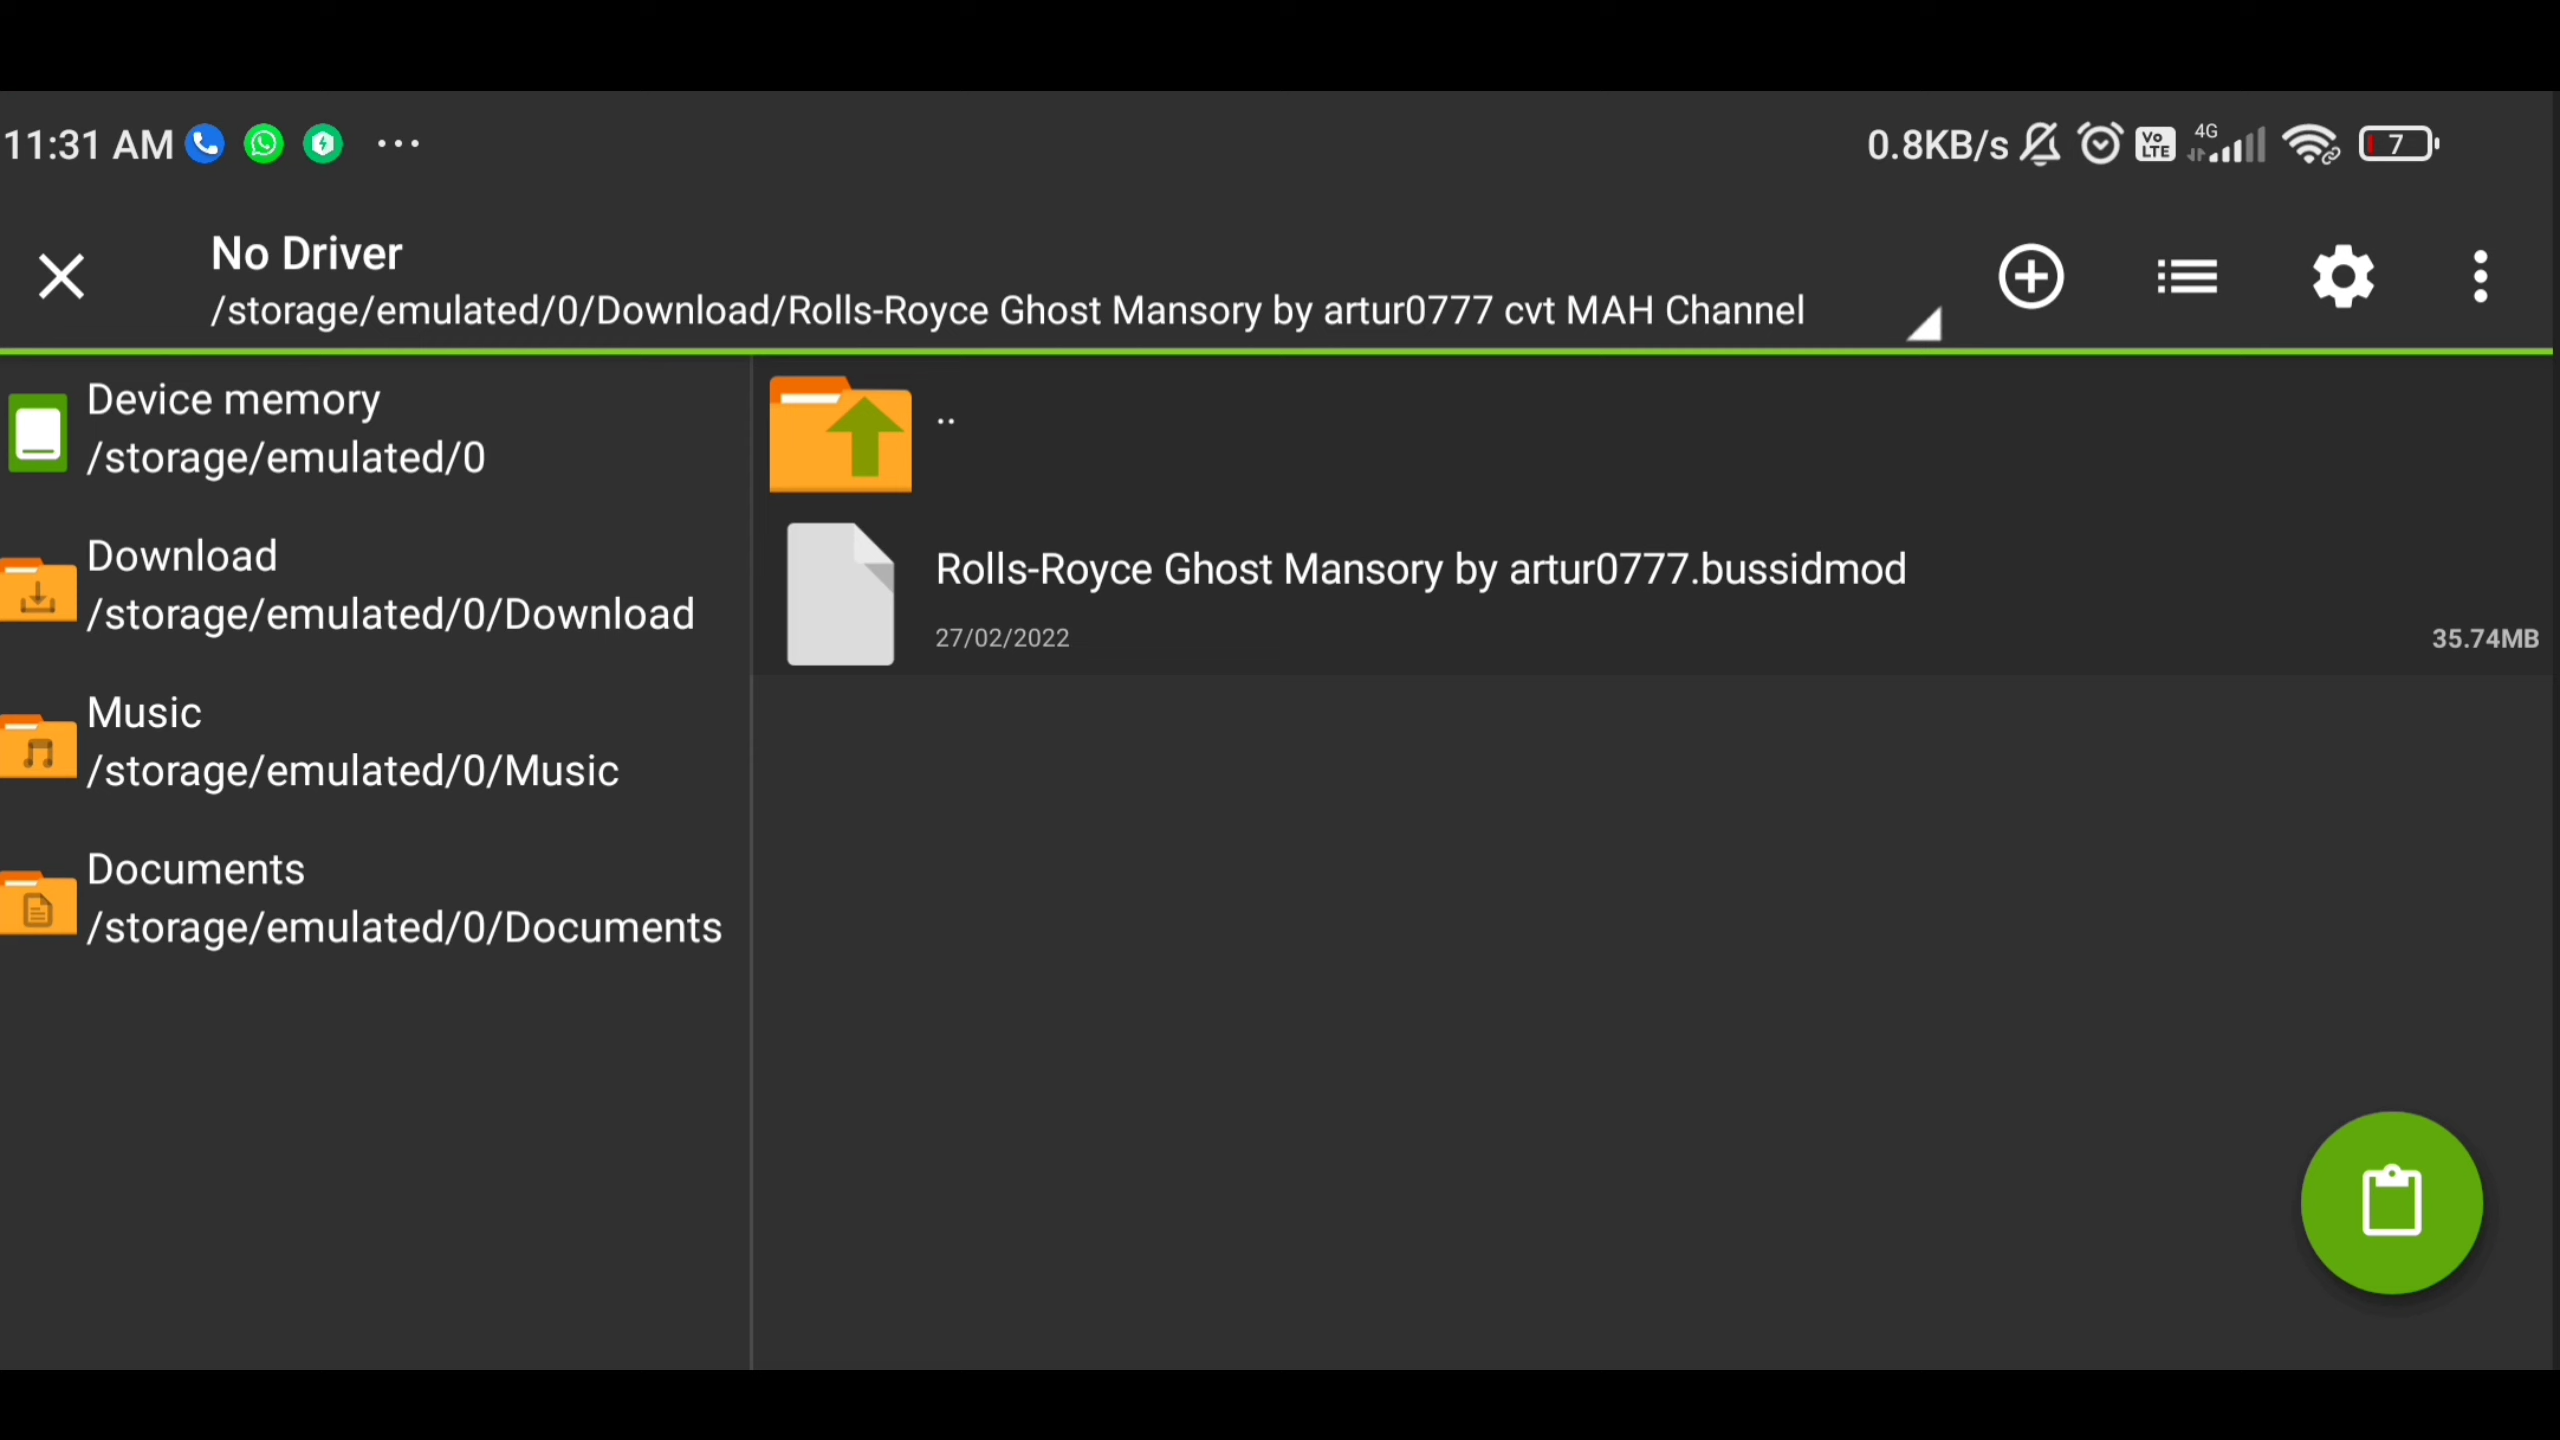 11:31 AM ... 0.8KB/s Vo LTE 4G 7
No Driver
/storage/emulated/0/Download/Rolls-Royce Ghost Mansory by artur0777 cvt MAH Channel
Device memory
/storage/emulated/0
Download
/storage/emulated/0/Download
Music
/storage/emulated/0/Music
Documents
/storage/emulated/0/Documents
..
Rolls-Royce Ghost Mansory by artur0777.bussidmod
27/02/2022
35.74MB